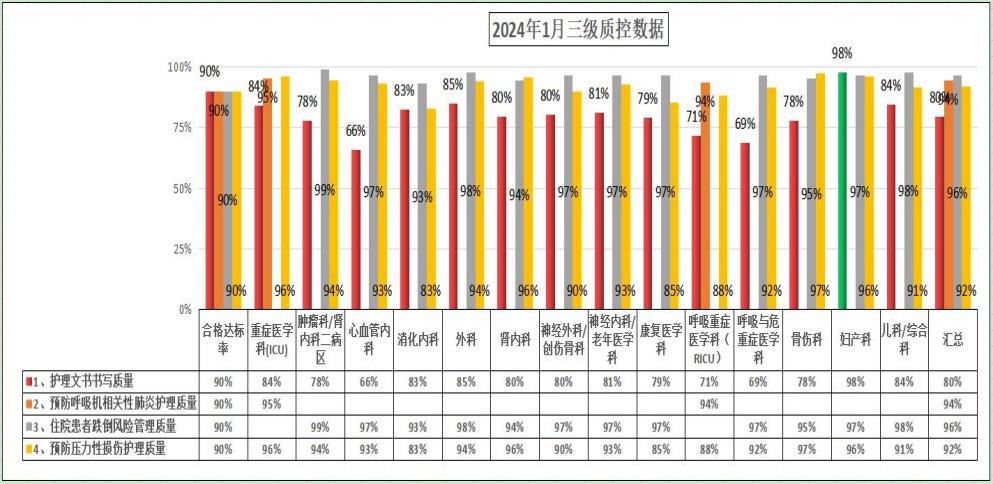 2024年1月三级质控数据
98%
90% 84% 95% 78% 66% 83% 85% 80% 80% 81% 79% 94% 71% 69% 78% 84% 80% 94%
100%
90%
75%
50%
90% 99% 97% 93% 98% 94% 97% 97% 97% 97% 95% 97% 98% 96%
25%
0%
90% 96% 94% 93% 83% 94% 96% 90% 93% 85% 88% 92% 97% 96% 91% 92%
合格达标率 重症医学科(ICU) 肿瘤科/肾内科二病区 心血管内科 消化内科 外科 肾内科 神经外科/创伤骨科 神经内科/老年医学科 康复医学科 呼吸重症医学科（RICU） 呼吸与危重症医学科 骨伤科 妇产科 儿科/综合科 汇总
1、护理文书书写质量 90% 84% 78% 66% 83% 85% 80% 80% 81% 79% 71% 69% 78% 98% 84% 80%
2、预防呼吸机相关性肺炎护理质量 90% 95% 94% 94%
3、住院患者跌倒风险管理质量 90% 99% 97% 93% 98% 94% 97% 97% 97% 97% 95% 97% 98% 96%
4、预防压力性损伤护理质量 90% 96% 94% 93% 83% 94% 96% 90% 93% 85% 88% 92% 97% 96% 91% 92%